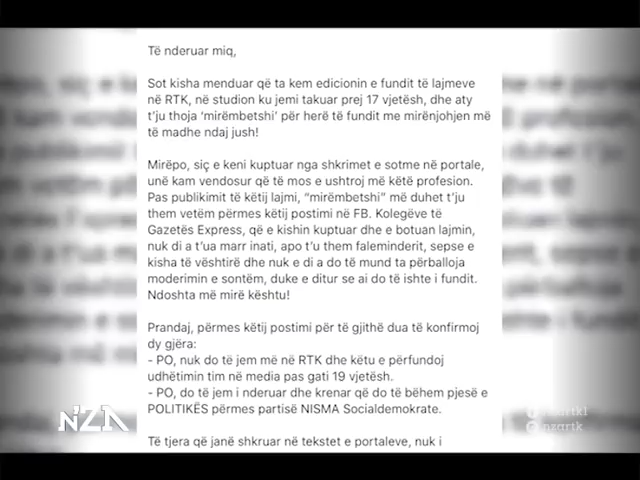 Të nderuar miq,
Sot kisha menduar që ta kem edicionin e fundit të lajmeve
në RTK, në studion ku jemi takuar prej 17 vjetësh, dhe aty
t'ju thoja 'mirëmbetshi' për herë të fundit me mirënjohjen më
të madhe ndaj jush!
Mirëpo, siç e keni kuptuar nga shkrimet e sotme në portale,
unë kam vendosur që të mos e ushtroj më këtë profesion.
Pas publikimit të këtij lajmi, "mirëmbetshi" më duhet t'ju
them vetëm përmes këtij postimi në FB. Kolegëve të
Gazetës Express, që e kishin kuptuar dhe e botuan lajmin,
nuk di a t'ua marr inati, apo t'u them faleminderit, sepse e
kisha të vështirë dhe nuk e di a do të mund ta përballoja
moderimin e sontëm, duke e ditur se ai do të ishte i fundit.
Ndoshta më mirë kështu!
Prandaj, përmes këtij postimi për të gjithë dua të konfirmoj
dy gjëra:
- PO, nuk do të jem më në RTK dhe këtu e përfundoj
udhëtimin tim në media pas gati 19 vjetësh.
- PO, do të jem i nderuar dhe krenar që do të bëhem pjesë e
POLITIKËS përmes partisë NISMA Socialdemokrate.
Të tjera që janë shkruar në tekstet e portaleve, nuk i
N'ZA
nzartk1
nzartk